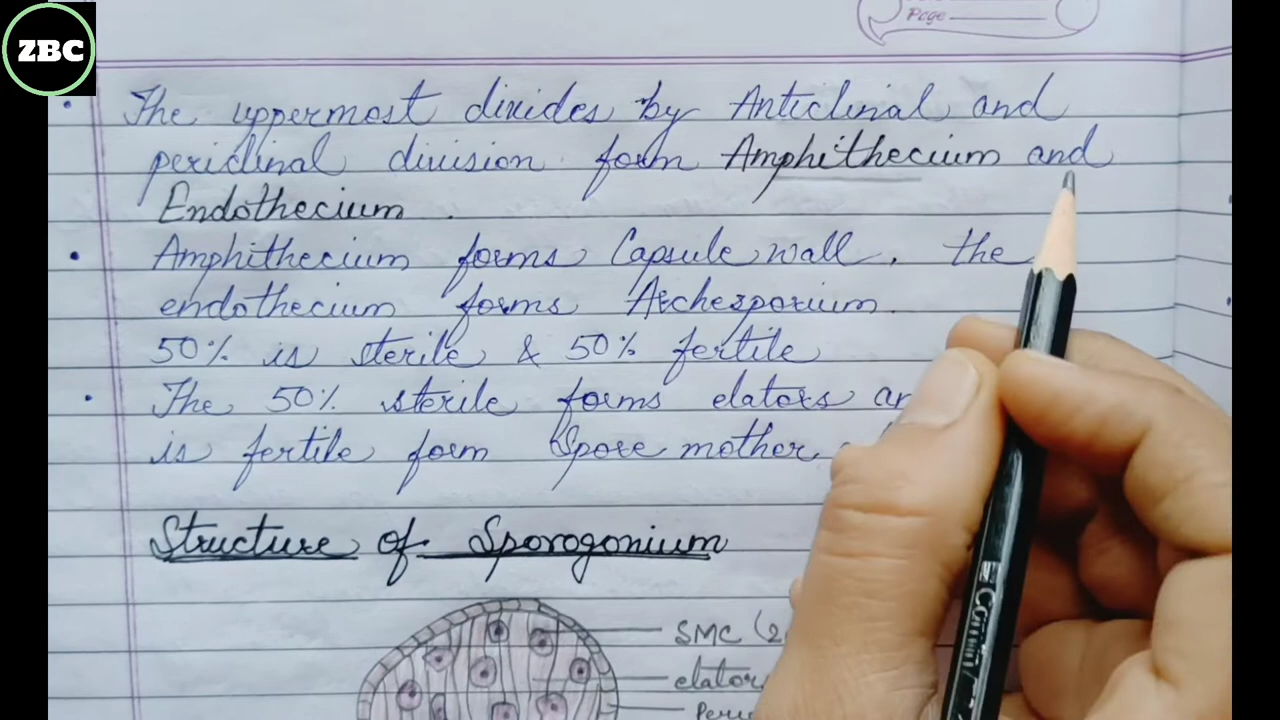 ZBC
Page
The uppermost divides by Anticlinal and
periclinal division form Amphithecium and
Endothecium.
Amphithecium forms Capsule wall. the
endothecium forms Archesporium.
50% is sterile & 50% fertile
The 50% sterile forms elators
is fertile form Spore mother
Structure of Sporogonium
SMC (2
elator
Peri